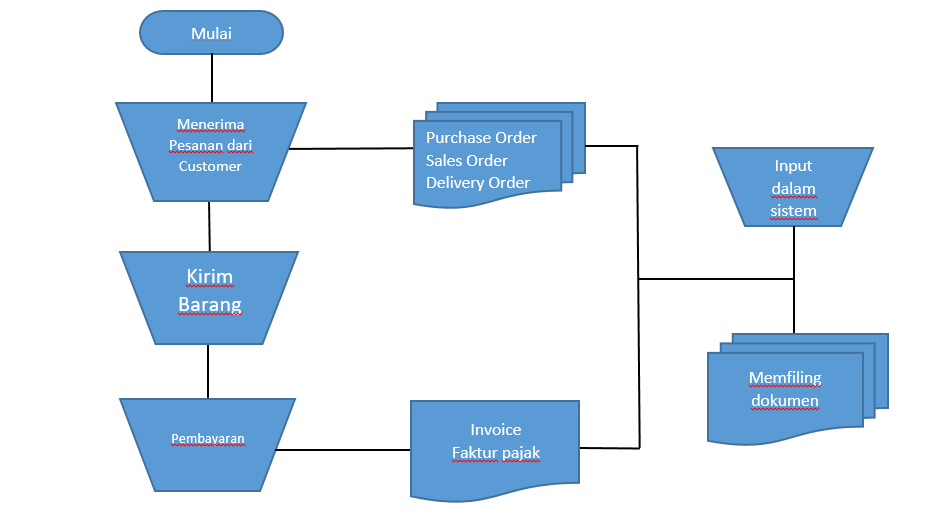 Mulai
Menerima
Pesanan dari
Customer
Purchase Order
Sales Order
Delivery Order
Input
dalam
sistem
Kirim
Barang
Memfiling
dokumen
Pembayaran
Invoice
Faktur pajak